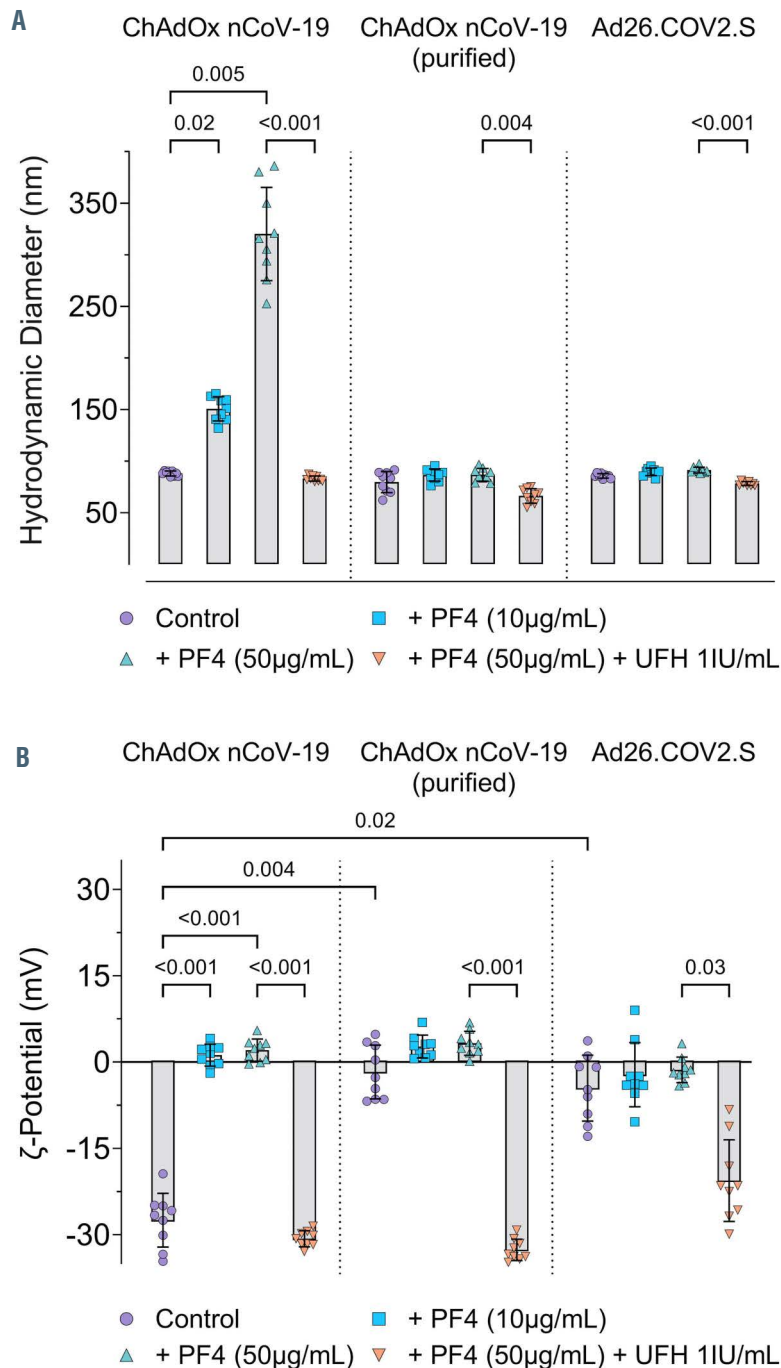 A
ChAdOx nCoV-19 ChAdOx nCoV-19 Ad26.COV2.S
(purified)
0.005
0.02 <0.001 0.004 <0.001
Hydrodynamic Diameter (nm)
350
250
150
50
Control + PF4 (10µg/mL)
+ PF4 (50µg/mL) + PF4 (50µg/mL) + UFH 1IU/mL
B
ChAdOx nCoV-19 ChAdOx nCoV-19 Ad26.COV2.S
(purified)
0.02
0.004
<0.001
<0.001 <0.001 <0.001 0.03
ζ-Potential (mV)
30
15
0
-15
-30
Control + PF4 (10µg/mL)
+ PF4 (50µg/mL) + PF4 (50µg/mL) + UFH 1IU/mL